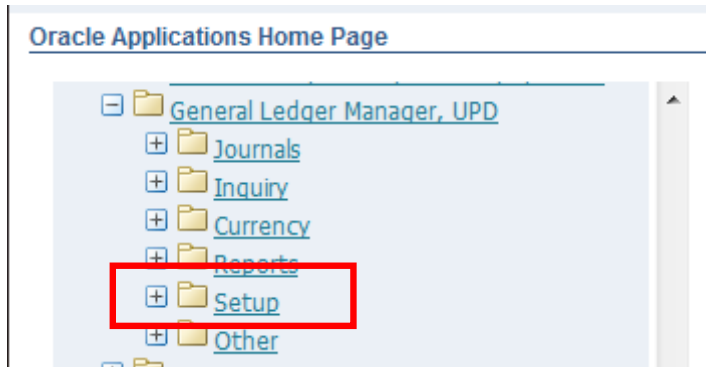 Oracle Applications Home Page
General Ledger Manager, UPD
Journals
Inquiry
Currency
Reports
Setup
Other